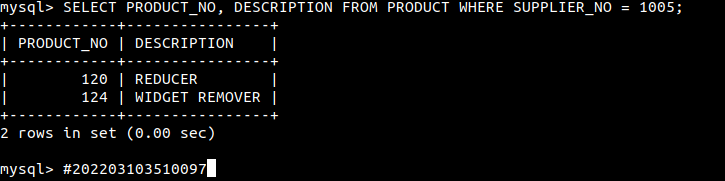 mysql> SELECT PRODUCT_NO, DESCRIPTION FROM PRODUCT WHERE SUPPLIER_NO = 1005;
+------------+----------------+
| PRODUCT_NO | DESCRIPTION    |
+------------+----------------+
|        120 | REDUCER        |
|        124 | WIDGET REMOVER |
+------------+----------------+
2 rows in set (0.00 sec)
mysql> #202203103510097